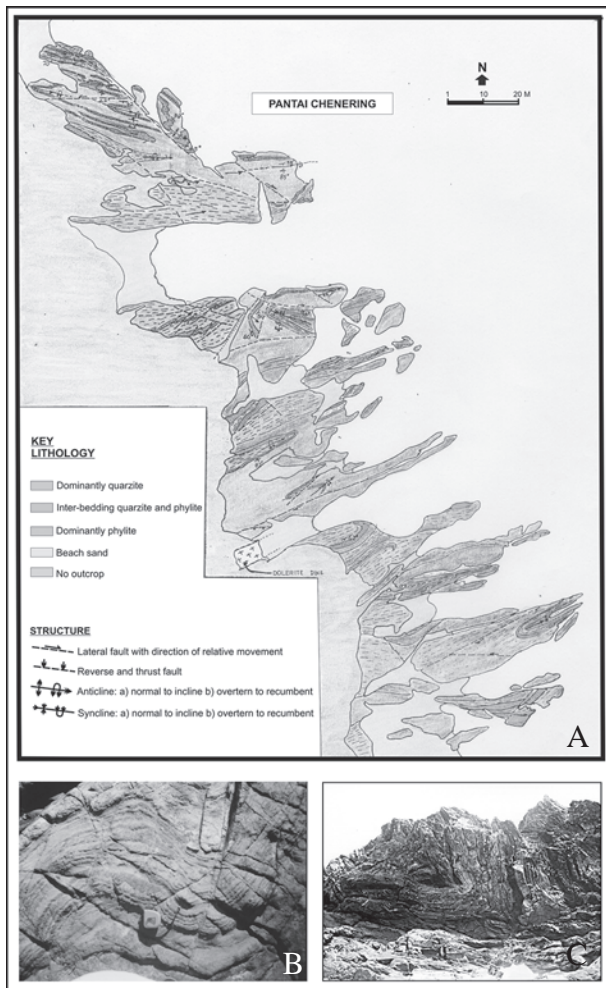 PANTAI CHENERING
N
1 10 20 M
KEY
LITHOLOGY
Dominantly quarzite
Inter-bedding quarzite and phylite
Dominantly phylite
Beach sand
No outcrop
DOLERITE DIKE
STRUCTURE
Lateral fault with direction of relative movement
Reverse and thrust fault
Anticline: a) normal to incline b) overtern to recumbent
Syncline: a) normal to incline b) overtern to recumbent
A
B
C